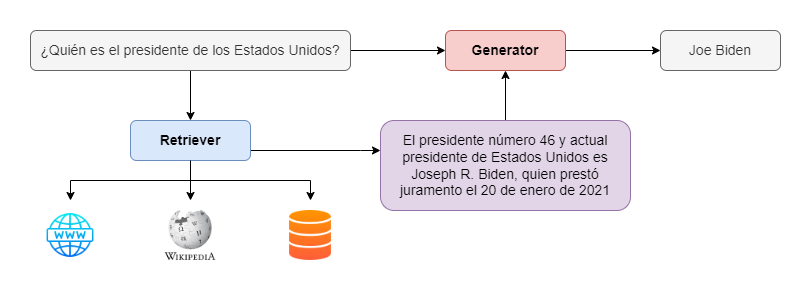 ¿Quién es el presidente de los Estados Unidos?
Generator
Joe Biden
Retriever
El presidente número 46 y actual
presidente de Estados Unidos es
Joseph R. Biden, quien prestó
juramento el 20 de enero de 2021
WWW
WIKIPEDIA